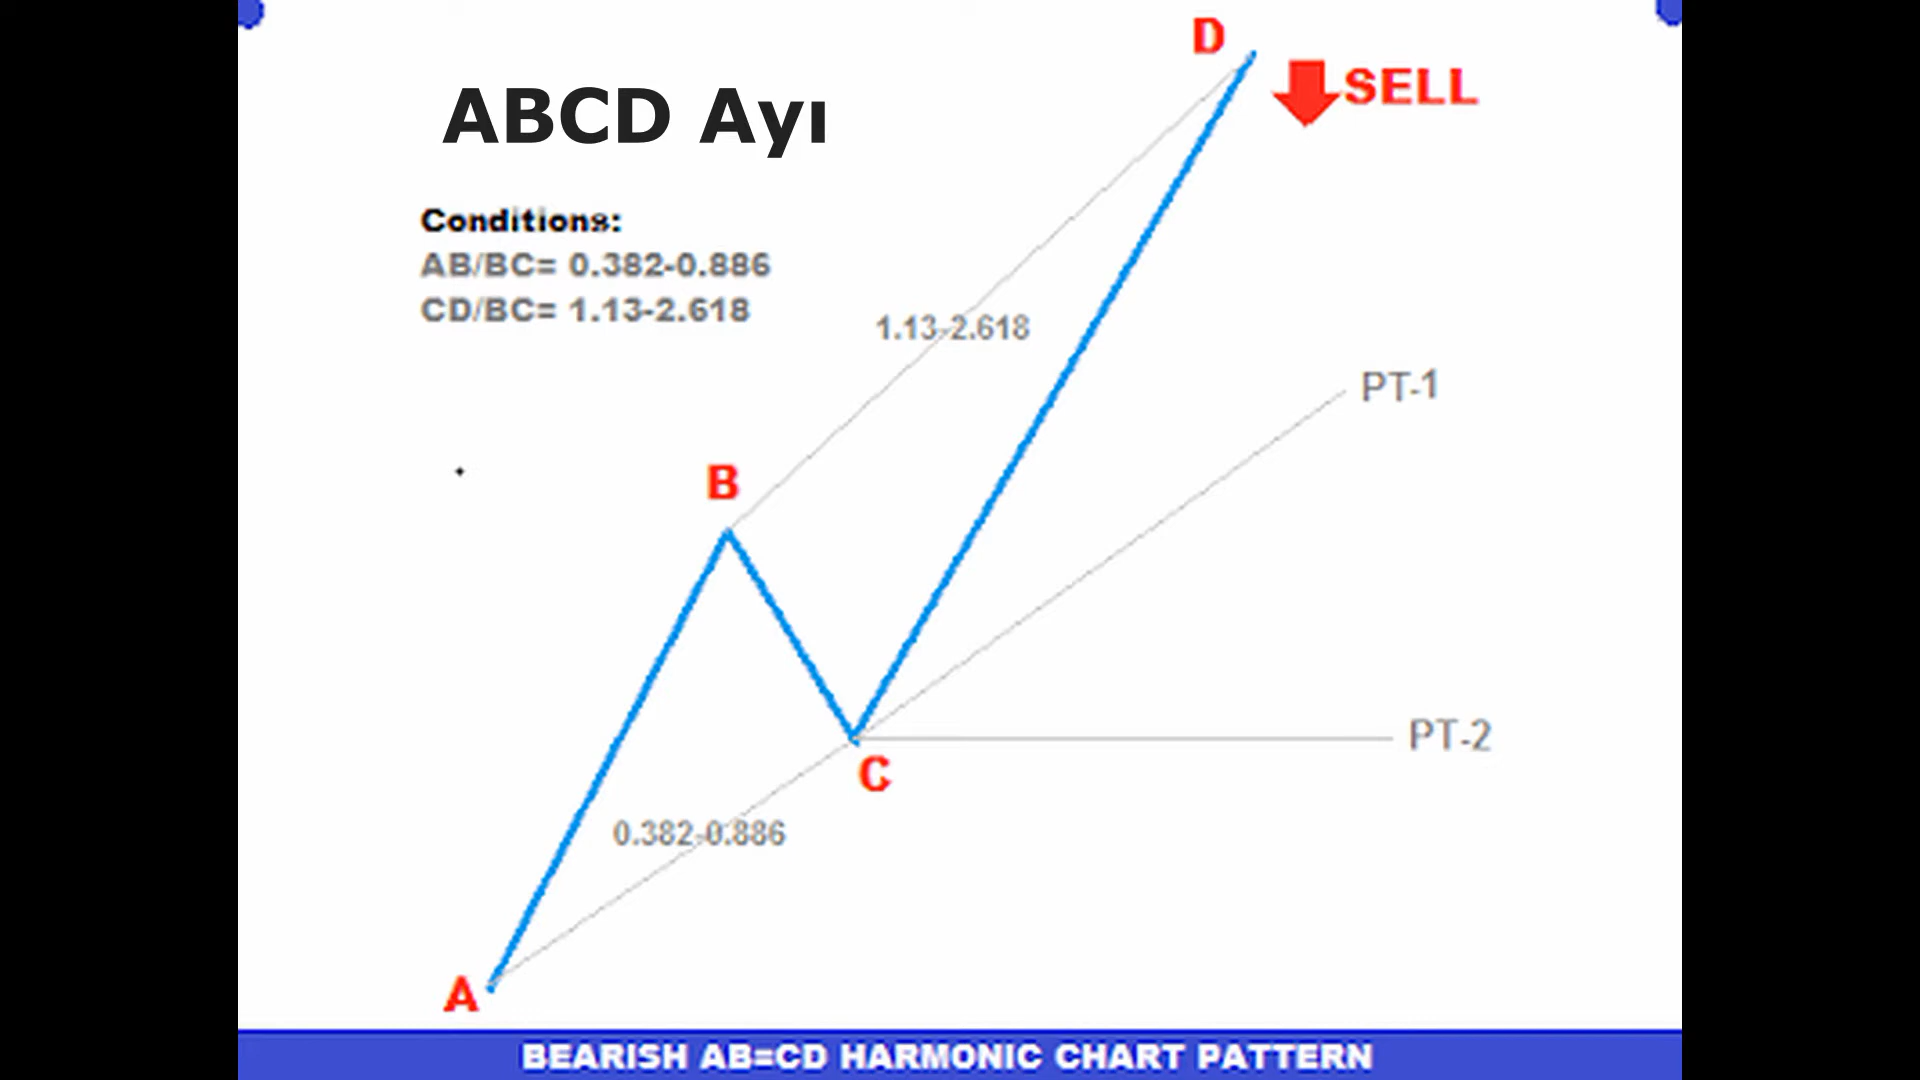 D
SELL
ABCD Ayı
Conditions:
AB/BC= 0.382-0.886
CD/BC= 1.13-2.618
1.13-2.618
PT-1
B
PT-2
C
0.382-0.886
A
BEARISH AB=CD HARMONIC CHART PATTERN